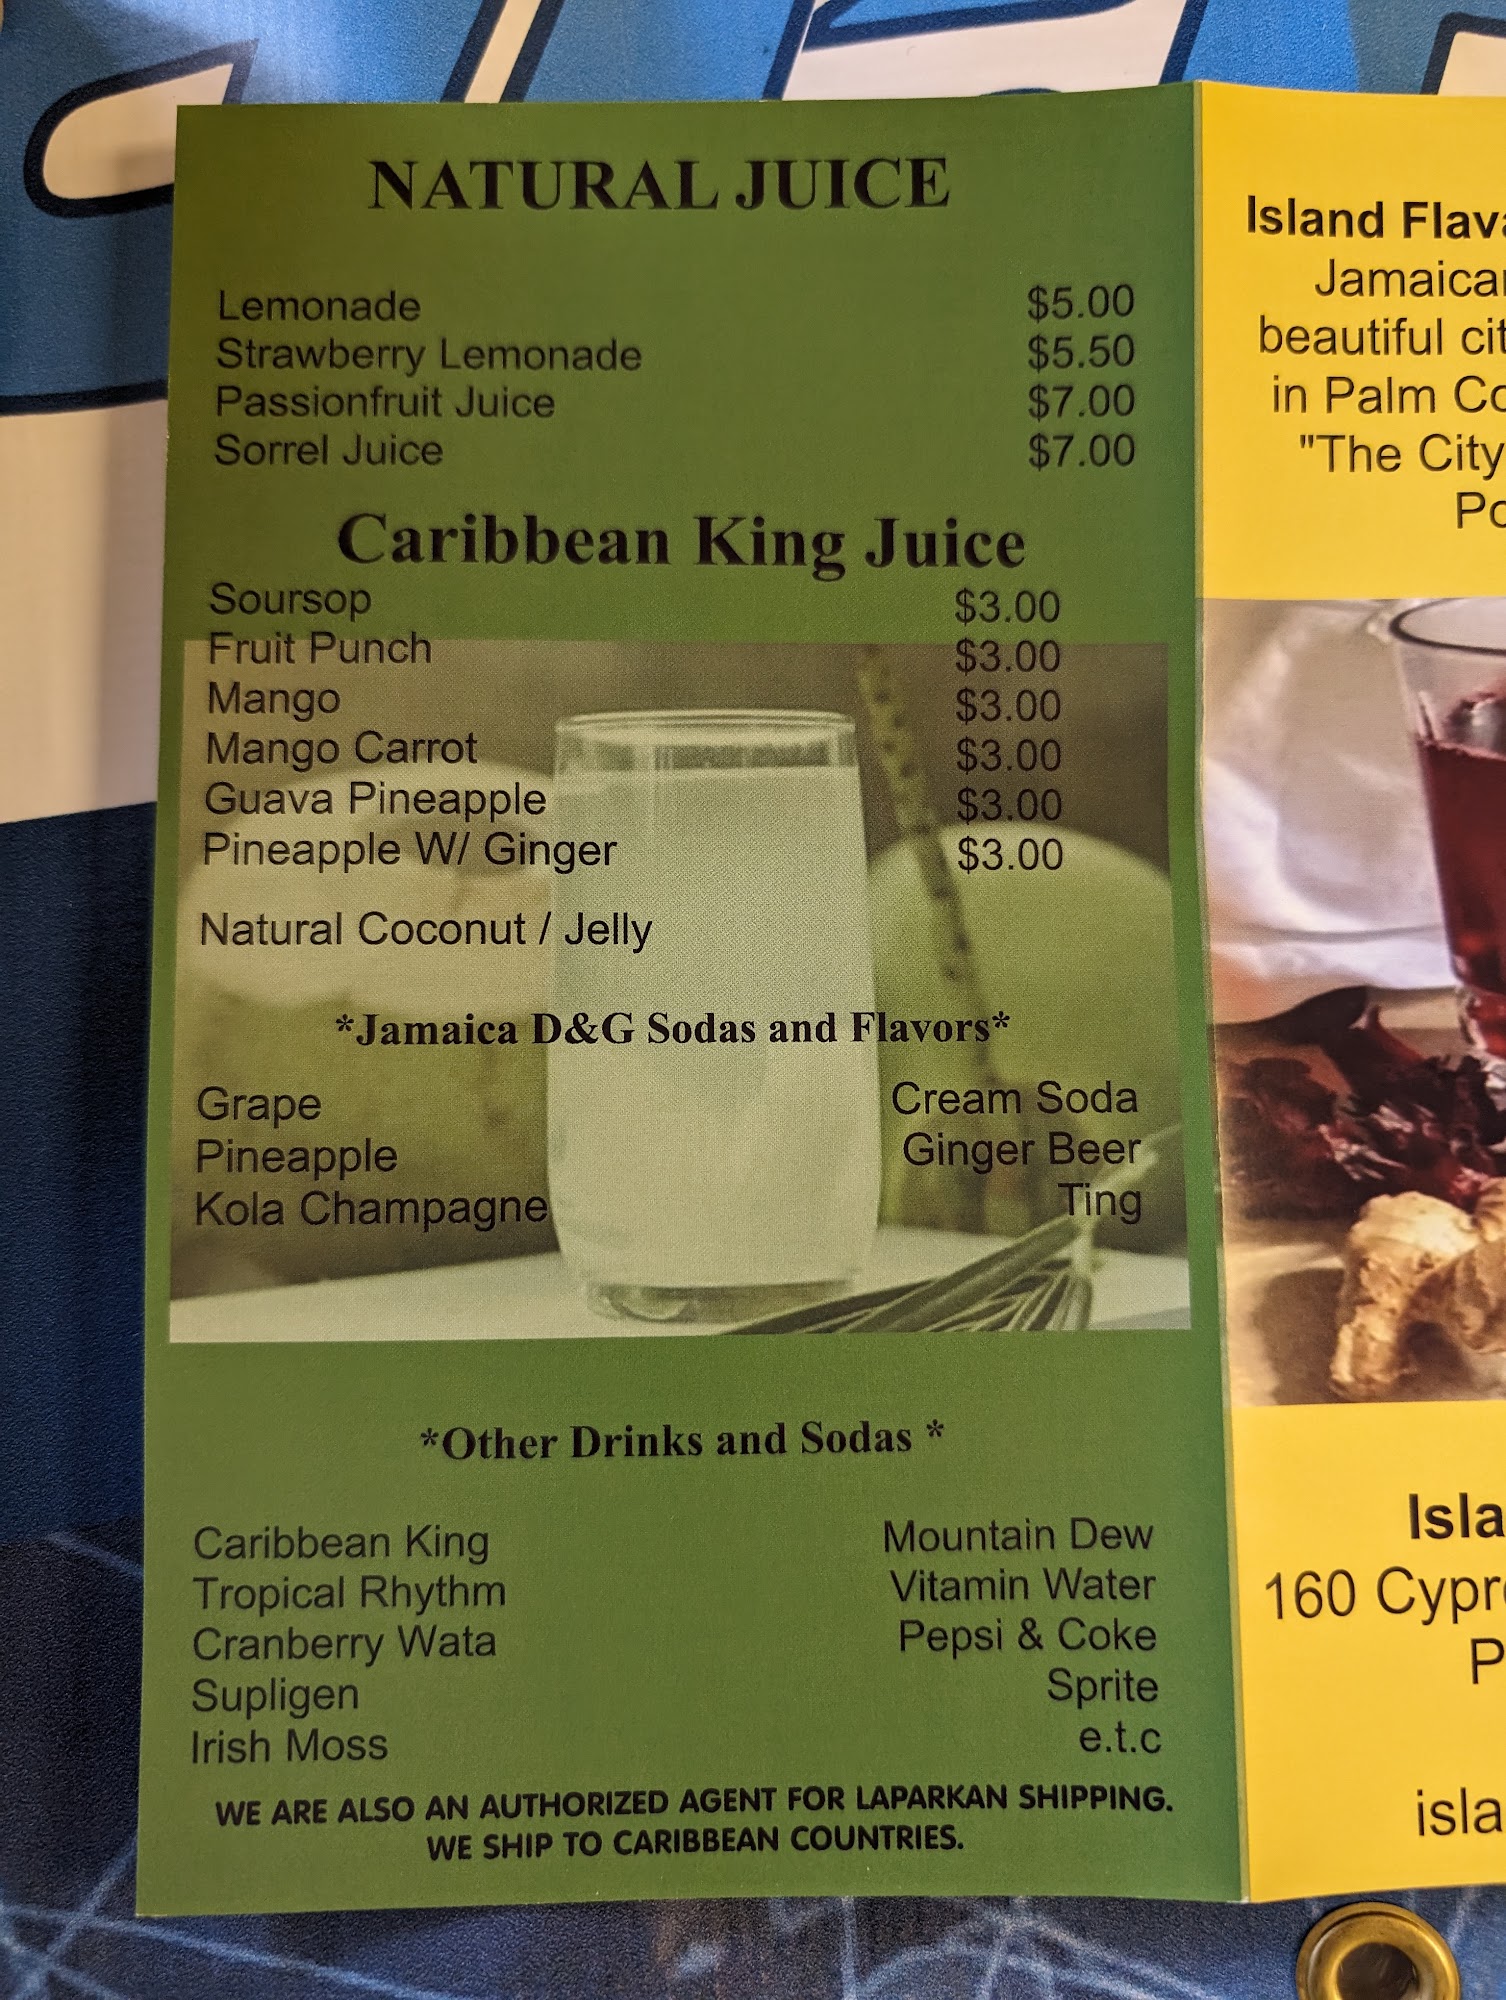 NATURAL JUICE
Lemonade $5.00
Strawberry Lemonade $5.50
Passionfruit Juice $7.00
Sorrel Juice $7.00
Caribbean King Juice
Soursop $3.00
Fruit Punch $3.00
Mango $3.00
Mango Carrot $3.00
Guava Pineapple $3.00
Pineapple W/ Ginger $3.00
Natural Coconut / Jelly
*Jamaica D&G Sodas and Flavors*
Grape Cream Soda
Pineapple Ginger Beer
Kola Champagne Ting
*Other Drinks and Sodas *
Caribbean King Mountain Dew
Tropical Rhythm Vitamin Water
Cranberry Wata Pepsi & Coke
Supligen Sprite
Irish Moss e.t.c
WE ARE ALSO AN AUTHORIZED AGENT FOR LAPARKAN SHIPPING.
WE SHIP TO CARIBBEAN COUNTRIES.
Island
beautiful
in Palm
"The City
160